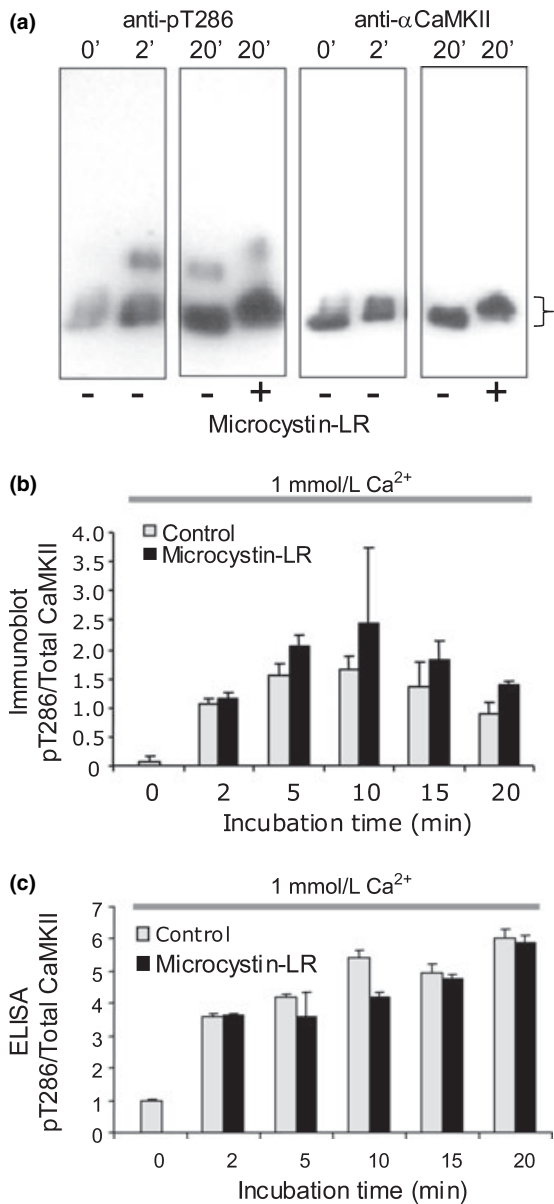 (a)
anti-pT286 anti-αCaMKII
0’ 2’ 20’ 20’ 0’ 2’ 20’ 20’
- - - + - - - +
Microcystin-LR
(b)
1 mmol/L Ca²⁺
Control
Microcystin-LR
Immunoblot
pT286/Total CaMKII
4.0
3.5
3.0
2.5
2.0
1.5
1.0
0.5
0
0 2 5 10 15 20
Incubation time (min)
(c)
1 mmol/L Ca²⁺
Control
Microcystin-LR
ELISA
pT286/Total CaMKII
7
6
5
4
3
2
1
0
0 2 5 10 15 20
Incubation time (min)